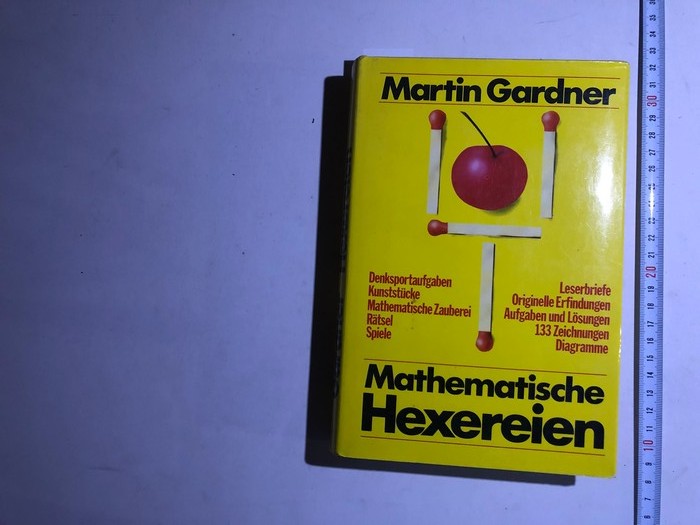 Martin Gardner
Denksportaufgaben
Kunststücke
Mathematische Zauberei
Rätsel
Spiele
Leserbriefe
Originelle Erfindungen
Aufgaben und Lösungen
133 Zeichnungen
Diagramme
Mathematische
Hexereien